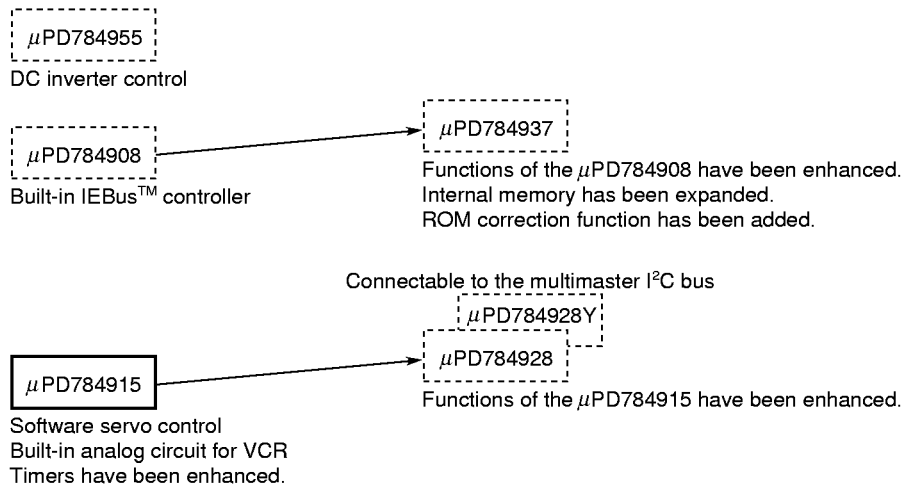 μPD784955
DC inverter control
μPD784908
Built-in IEBus™ controller
μPD784937
Functions of the μPD784908 have been enhanced.
Internal memory has been expanded.
ROM correction function has been added.
Connectable to the multimaster I²C bus
μPD784928Y
μPD784928
Functions of the μPD784915 have been enhanced.
μPD784915
Software servo control
Built-in analog circuit for VCR
Timers have been enhanced.